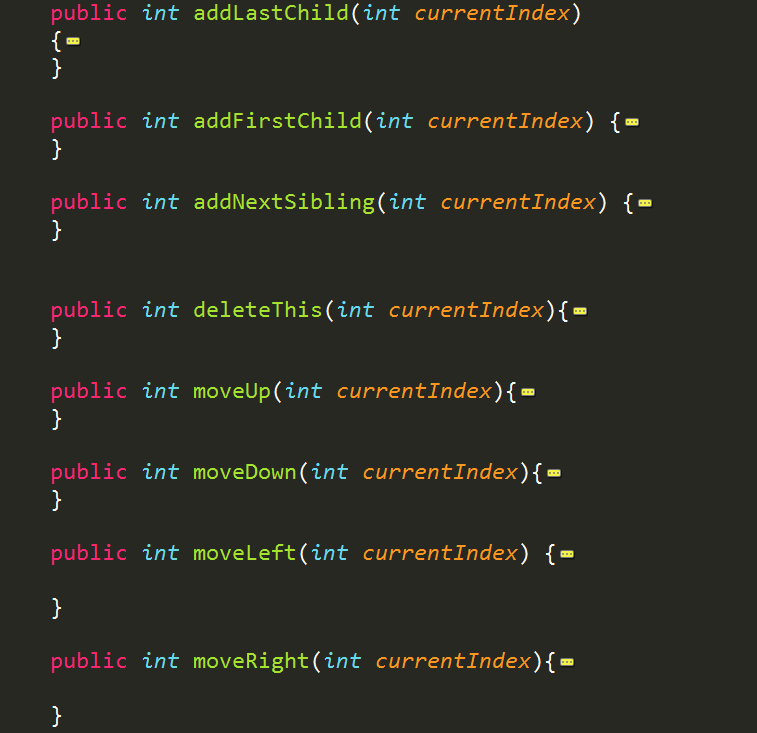 public int addLastChild(int currentIndex)
{
}
public int addFirstChild(int currentIndex) {
}
public int addNextSibling(int currentIndex) {
}
public int deleteThis(int currentIndex){
}
public int moveUp(int currentIndex){
}
public int moveDown(int currentIndex){
}
public int moveLeft(int currentIndex) {
}
public int moveRight(int currentIndex){
}